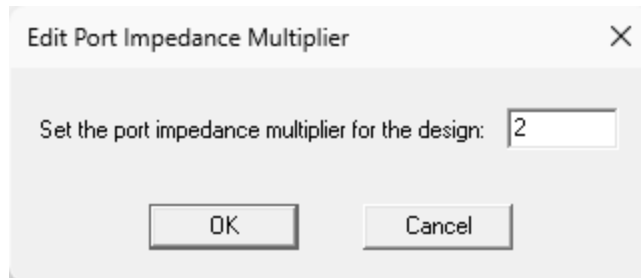 Edit Port Impedance Multiplier
Set the port impedance multiplier for the design: 2
OK Cancel